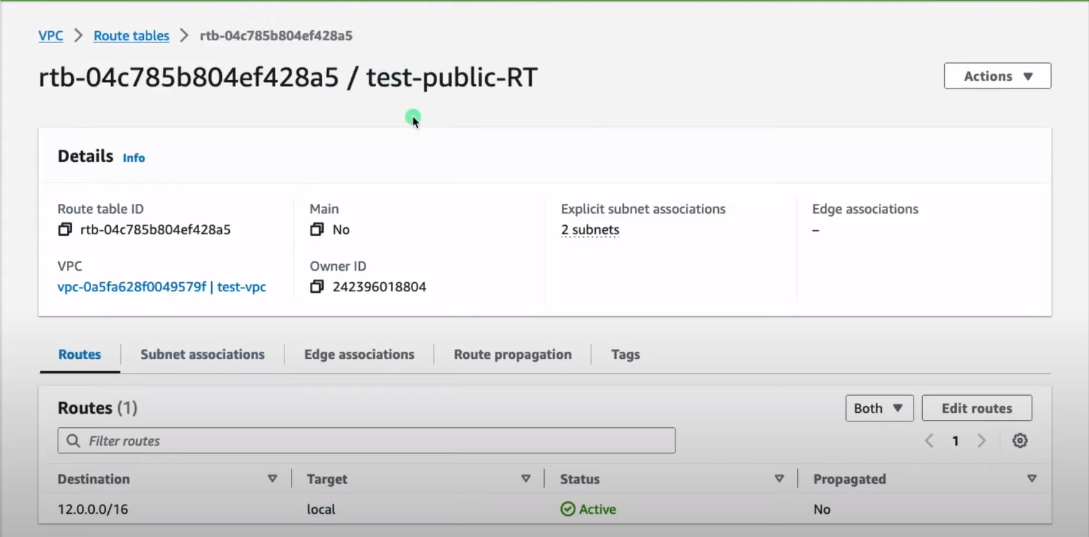 VPC > Route tables > rtb-04c785b804ef428a5
rtb-04c785b804ef428a5 / test-public-RT
Actions
Details Info
Route table ID
rtb-04c785b804ef428a5
Main
No
Explicit subnet associations
2 subnets
Edge associations
–
VPC
vpc-0a5fa628f0049579f | test-vpc
Owner ID
242396018804
Routes Subnet associations Edge associations Route propagation Tags
Routes (1)
Both
Edit routes
Filter routes
1
Destination Target Status Propagated
12.0.0.0/16 local Active No